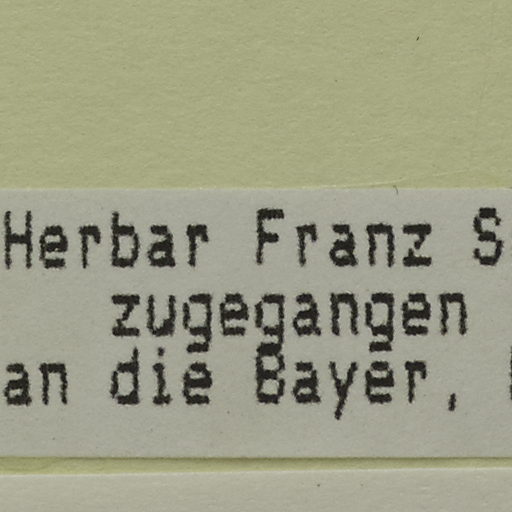 Herbar Franz
zugegangen
an die Bayer,